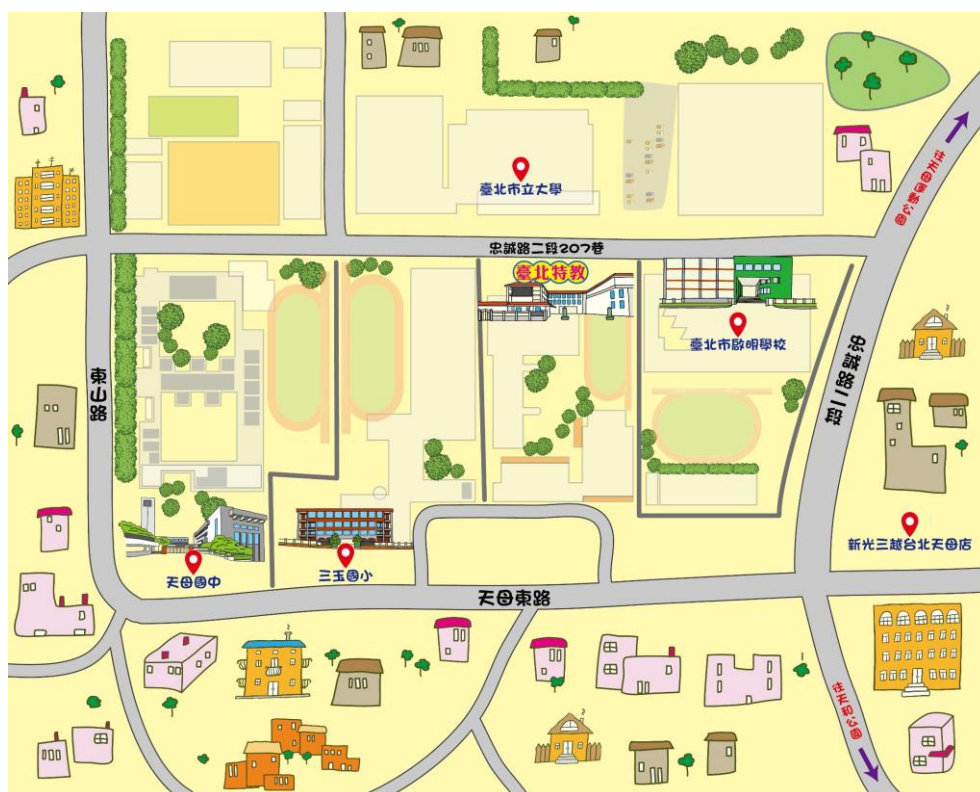 往天母運動公園
臺北市立大學
忠誠路二段207巷
臺北特教
臺北市啟明學校
忠誠路二段
東山路
新光三越台北天母店
天母國中
三玉國小
天母東路
往天和公園